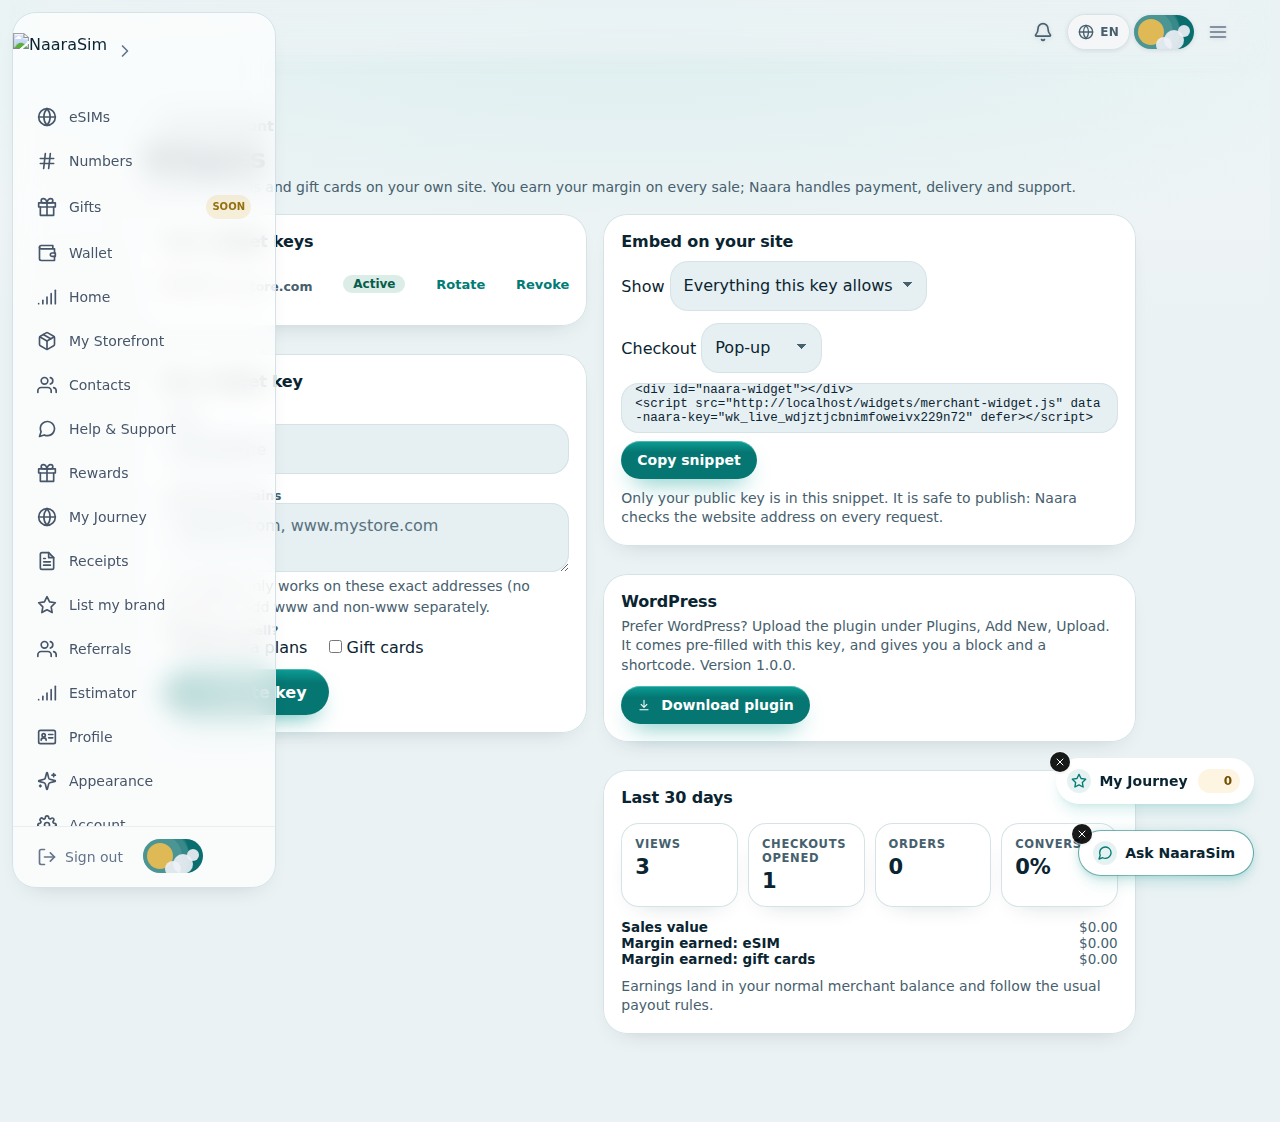 NaaraSim
EN
eSIMs
Numbers
Gifts
SOON
Wallet
Home
My Storefront
Contacts
Help & Support
Rewards
My Journey
Receipts
List my brand
Referrals
Estimator
Profile
Appearance
Account
Sign out
and gift cards on your own site. You earn your margin on every sale; Naara handles payment, delivery and support.
keys
.com
Active
Rotate
Revoke
key
, www.mystore.com
works on these exact addresses (no
www and non-www separately.
plans
Gift cards
key
Embed on your site
Show
Everything this key allows
Checkout
Pop-up
<div id="naara-widget"></div>
<script src="http://localhost/widgets/merchant-widget.js" data
-naara-key="wk_live_wdjztjcbnimfoweivx229n72" defer></script>
Copy snippet
Only your public key is in this snippet. It is safe to publish: Naara
checks the website address on every request.
WordPress
Prefer WordPress? Upload the plugin under Plugins, Add New, Upload.
It comes pre-filled with this key, and gives you a block and a
shortcode. Version 1.0.0.
Download plugin
Last 30 days
VIEWS
3
CHECKOUTS
OPENED
1
ORDERS
0
CONVERS
0%
My Journey
0
Ask NaaraSim
Sales value
$0.00
Margin earned: eSIM
$0.00
Margin earned: gift cards
$0.00
Earnings land in your normal merchant balance and follow the usual
payout rules.